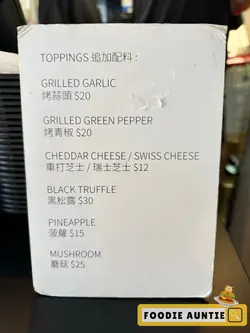 TOPPINGS 追加配料 :
GRILLED GARLIC
烤蒜頭 $20
GRILLED GREEN PEPPER
烤青椒 $20
CHEDDAR CHEESE / SWISS CHEESE
車打芝士 / 瑞士芝士 $12
BLACK TRUFFLE
黑松露 $30
PINEAPPLE
菠蘿 $15
MUSHROOM
蘑菇 $25
FOODIE AUNTIE